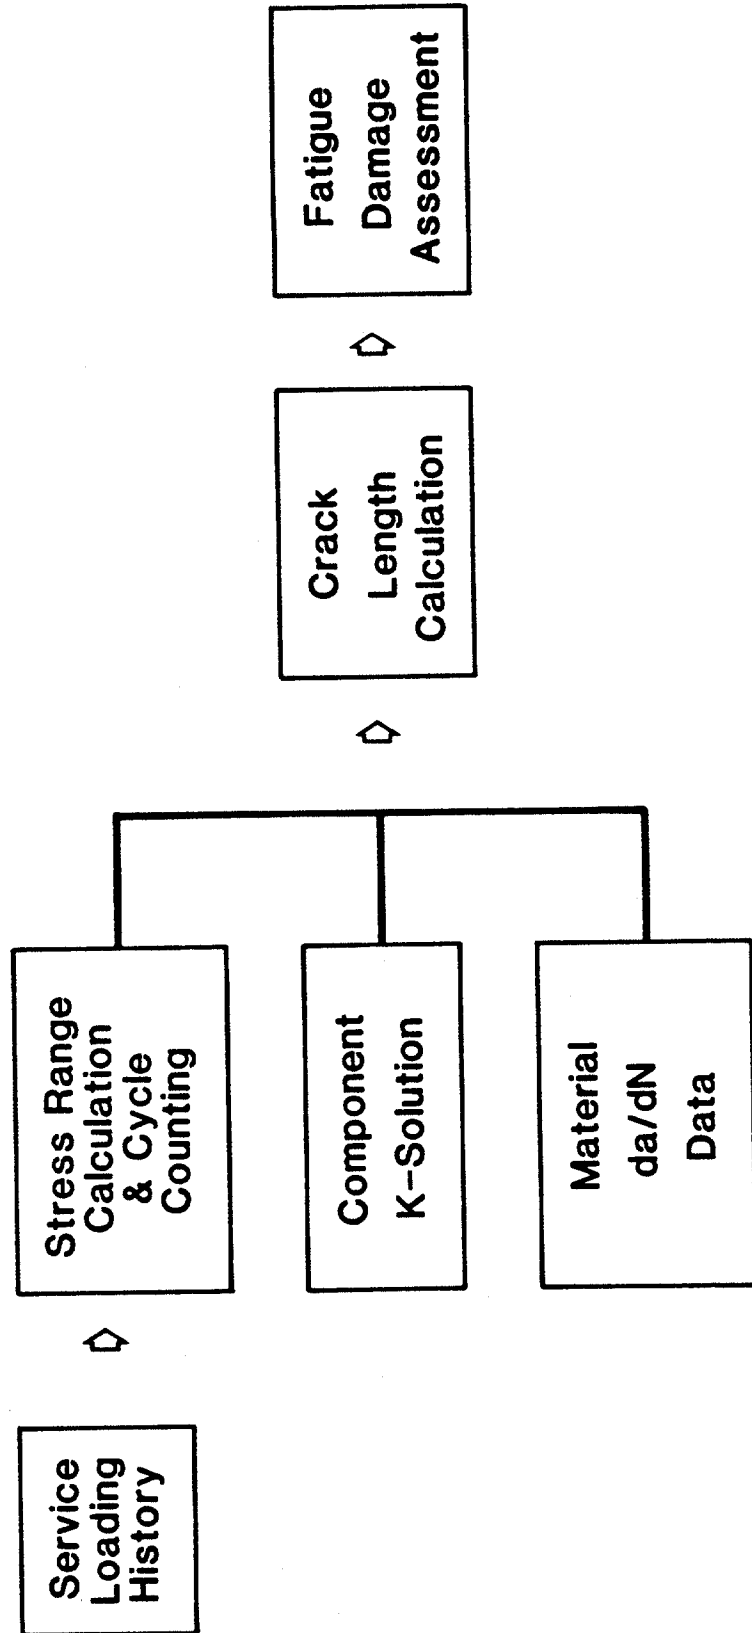 Service
Loading
History
Stress Range
Calculation
& Cycle
Counting
Component
K-Solution
Material
da/dN
Data
Crack
Length
Calculation
Fatigue
Damage
Assessment